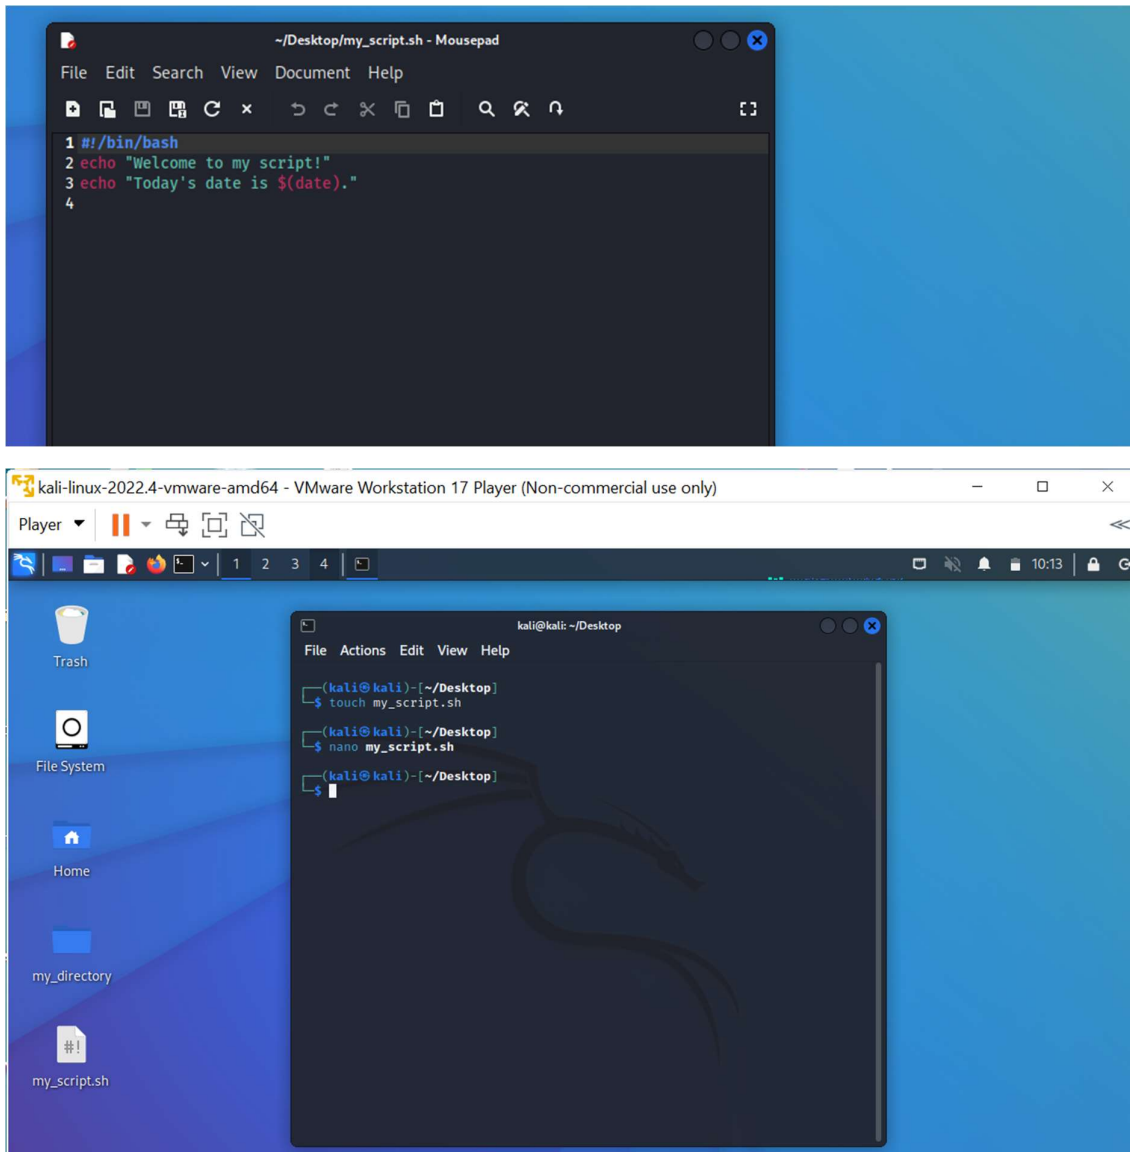 ~/Desktop/my_script.sh - Mousepad
File Edit Search View Document Help
1 #!/bin/bash
2 echo "Welcome to my script!"
3 echo "Today's date is $(date)."
4
kali-linux-2022.4-vmware-amd64 - VMware Workstation 17 Player (Non-commercial use only)
Player
1 2 3 4 10:13
Trash
File System
Home
my_directory
#!
my_script.sh
kali@kali: ~/Desktop
File Actions Edit View Help
┌──(kali㉿kali)-[~/Desktop]
└─$ touch my_script.sh
┌──(kali㉿kali)-[~/Desktop]
└─$ nano my_script.sh
┌──(kali㉿kali)-[~/Desktop]
└─$